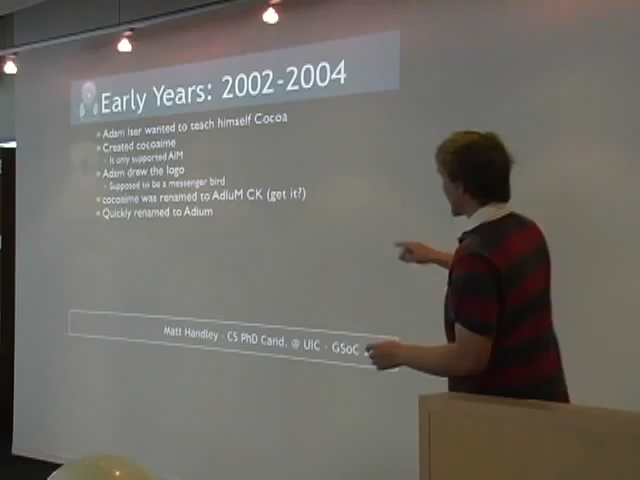 Early Years: 2002-2004
Adam Iser wanted to teach himself Cocoa
Created cocoaime
Is only supported AIM
Adam drew the logo
Supposed to be a messenger bird
cocoaime was renamed to AdiuM CK (get it?)
Quickly renamed to Adium
Matt Handley - CS PhD Cand. @ UIC - GSoC